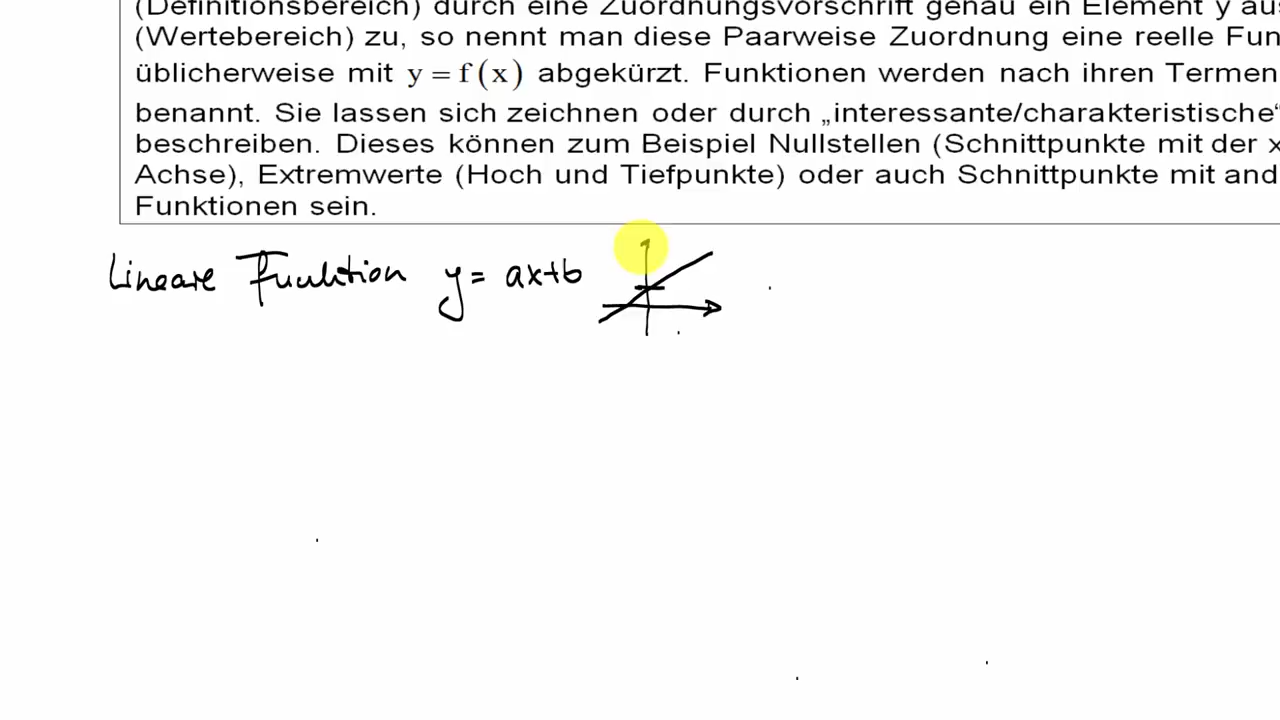 (Definitionsbereich) durch eine Zuordnungsvorschrift genau ein Element y aus
(Wertebereich) zu, so nennt man diese Paarweise Zuordnung eine reelle Fun
üblicherweise mit y = f(x) abgekürzt. Funktionen werden nach ihren Termen
benannt. Sie lassen sich zeichnen oder durch „interessante/charakteristische“
beschreiben. Dieses können zum Beispiel Nullstellen (Schnittpunkte mit der x
Achse), Extremwerte (Hoch und Tiefpunkte) oder auch Schnittpunkte mit and
Funktionen sein.
Lineare Funktion y = ax+b